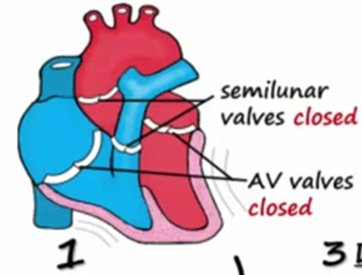 semilunar
valves closed
AV valves
closed
1
3